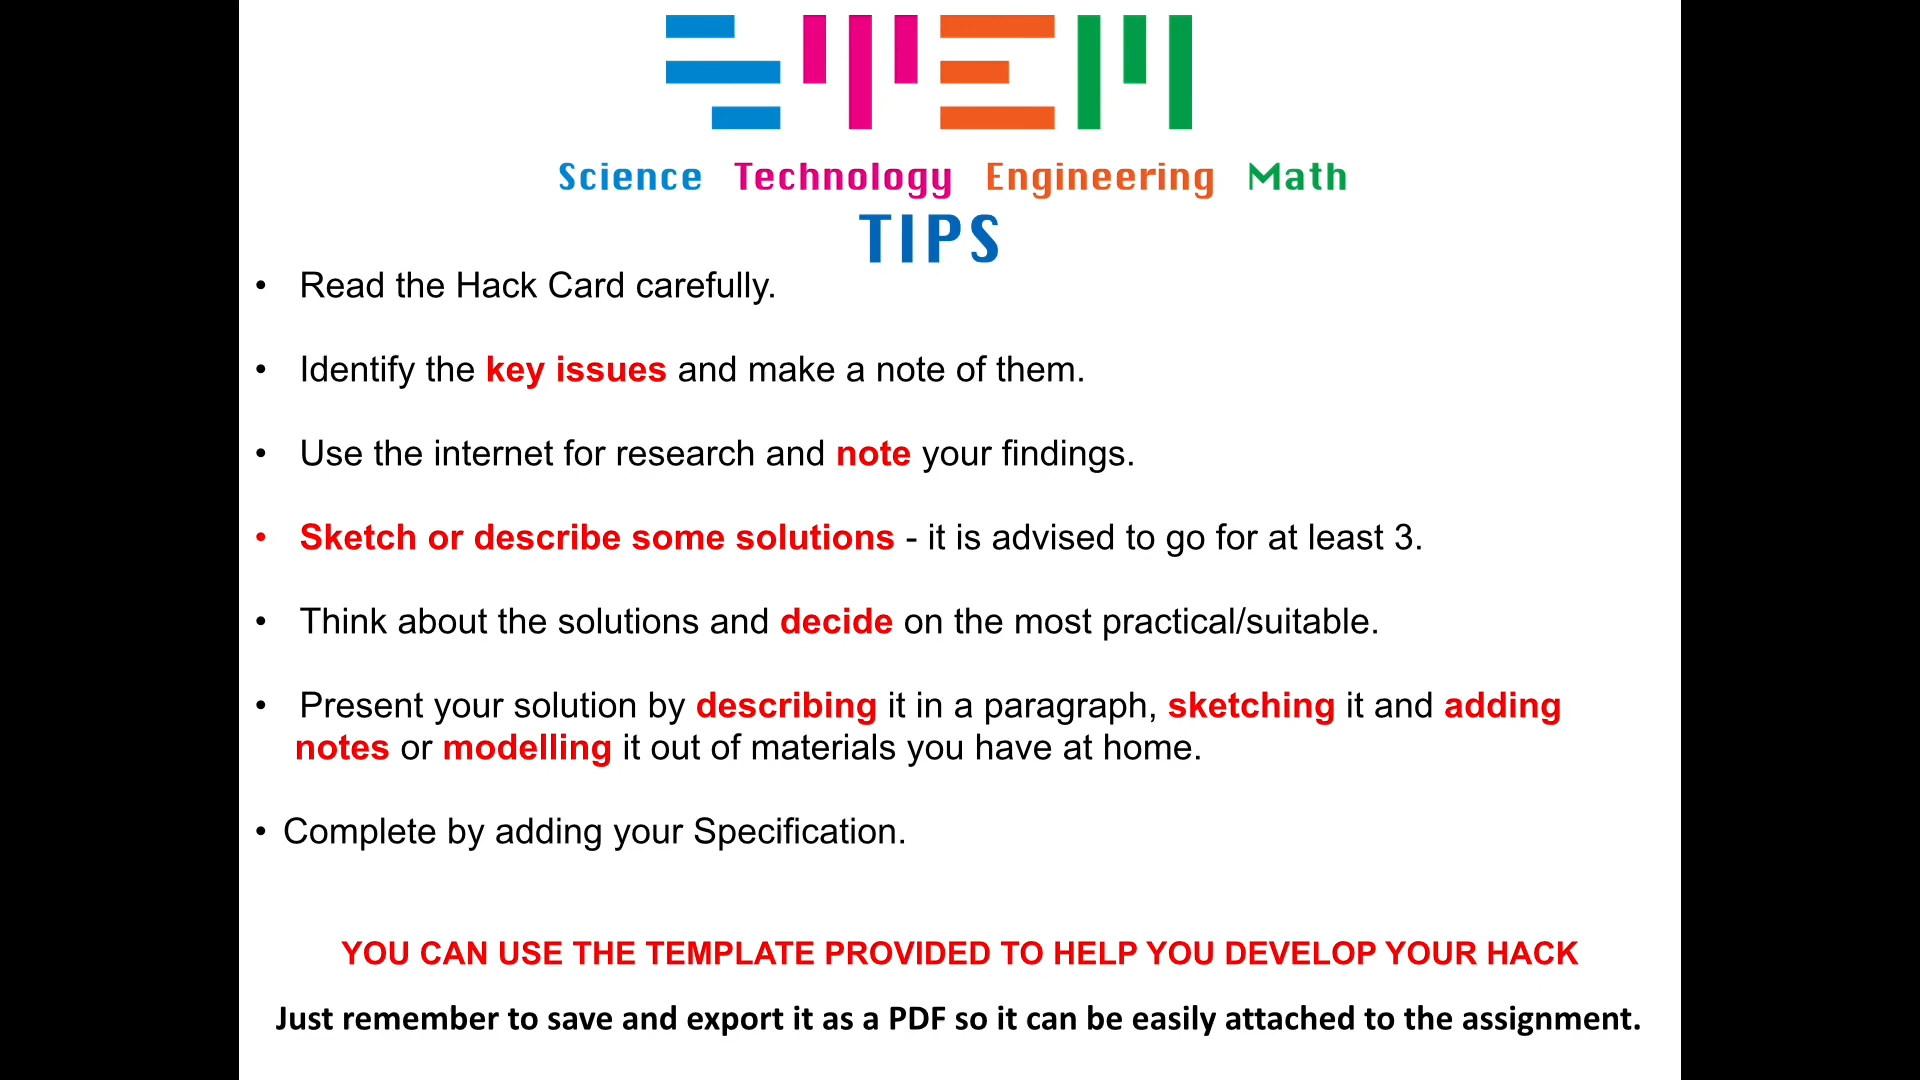 STEM
Science Technology Engineering Math
TIPS
• Read the Hack Card carefully.
• Identify the key issues and make a note of them.
• Use the internet for research and note your findings.
• Sketch or describe some solutions - it is advised to go for at least 3.
• Think about the solutions and decide on the most practical/suitable.
• Present your solution by describing it in a paragraph, sketching it and adding
notes or modelling it out of materials you have at home.
• Complete by adding your Specification.
YOU CAN USE THE TEMPLATE PROVIDED TO HELP YOU DEVELOP YOUR HACK
Just remember to save and export it as a PDF so it can be easily attached to the assignment.